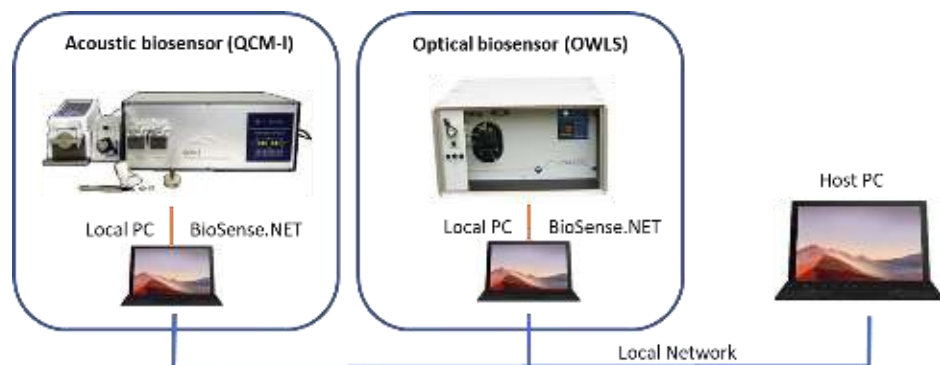 Acoustic biosensor (QCM-I)
Optical biosensor (OWLS)
Host PC
Local PC
BioSense.NET
Local PC
BioSense.NET
Local Network